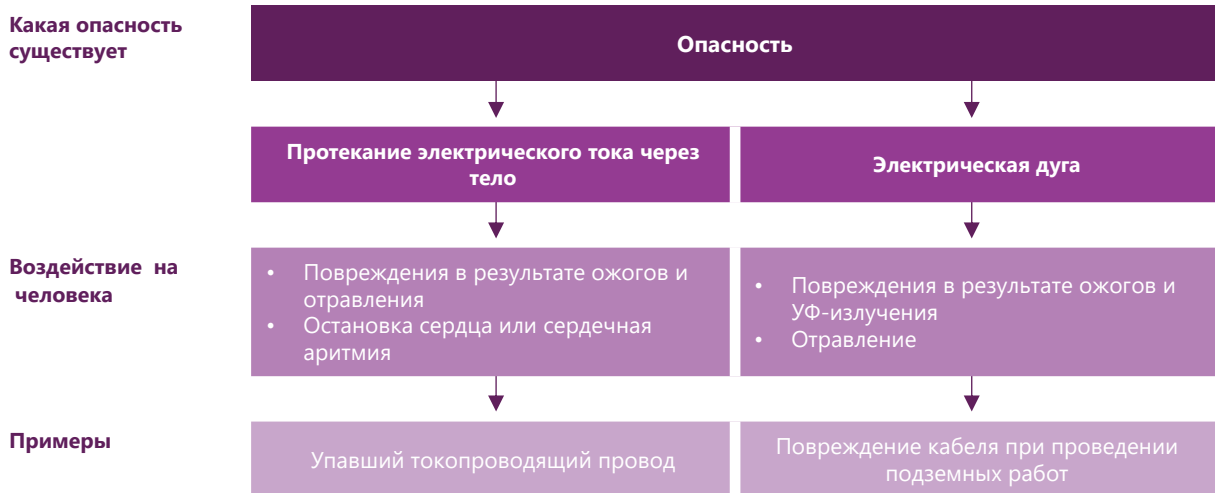 Какая опасность
существует
Опасность
Протекание электрического тока через
тело
Электрическая дуга
Воздействие на
человека
• Повреждения в результате ожогов и
отравления
• Остановка сердца или сердечная
аритмия
• Повреждения в результате ожогов и
УФ-излучения
• Отравление
Примеры
Упавший токопроводящий провод
Повреждение кабеля при проведении
подземных работ